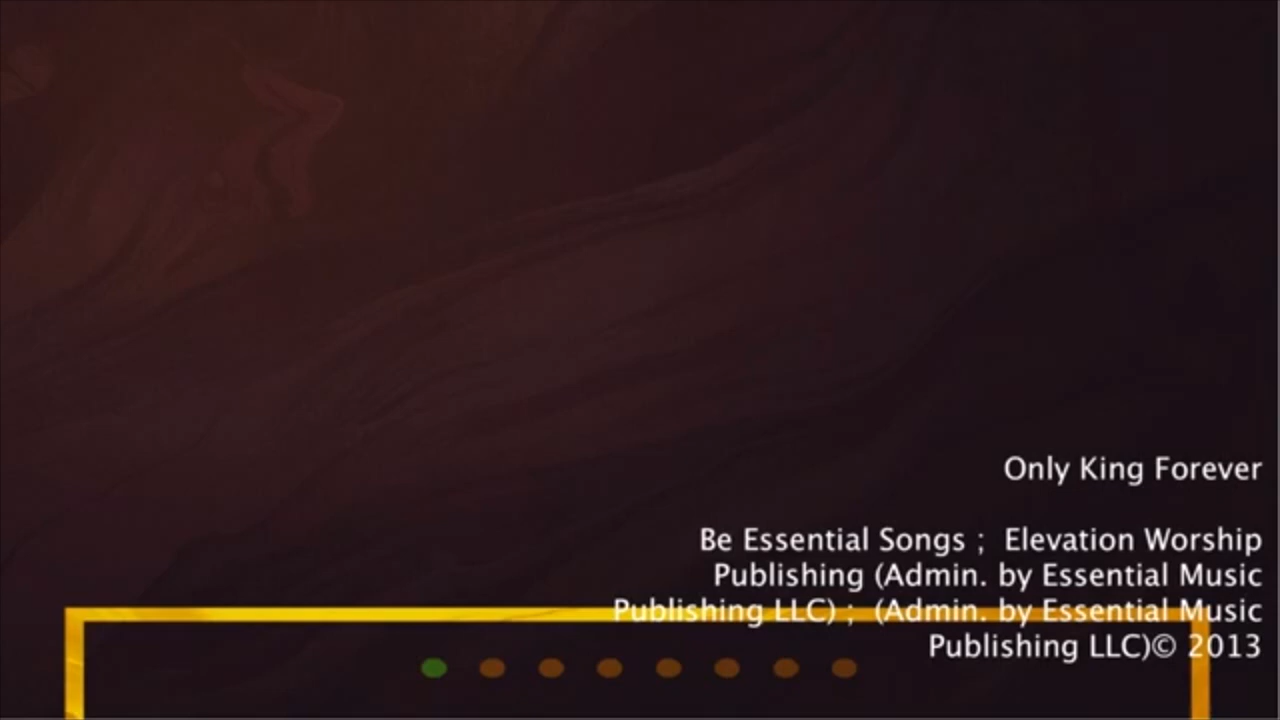 Only King Forever
Be Essential Songs ;  Elevation Worship
Publishing (Admin. by Essential Music
Publishing LLC) ;  (Admin. by Essential Music
Publishing LLC)© 2013